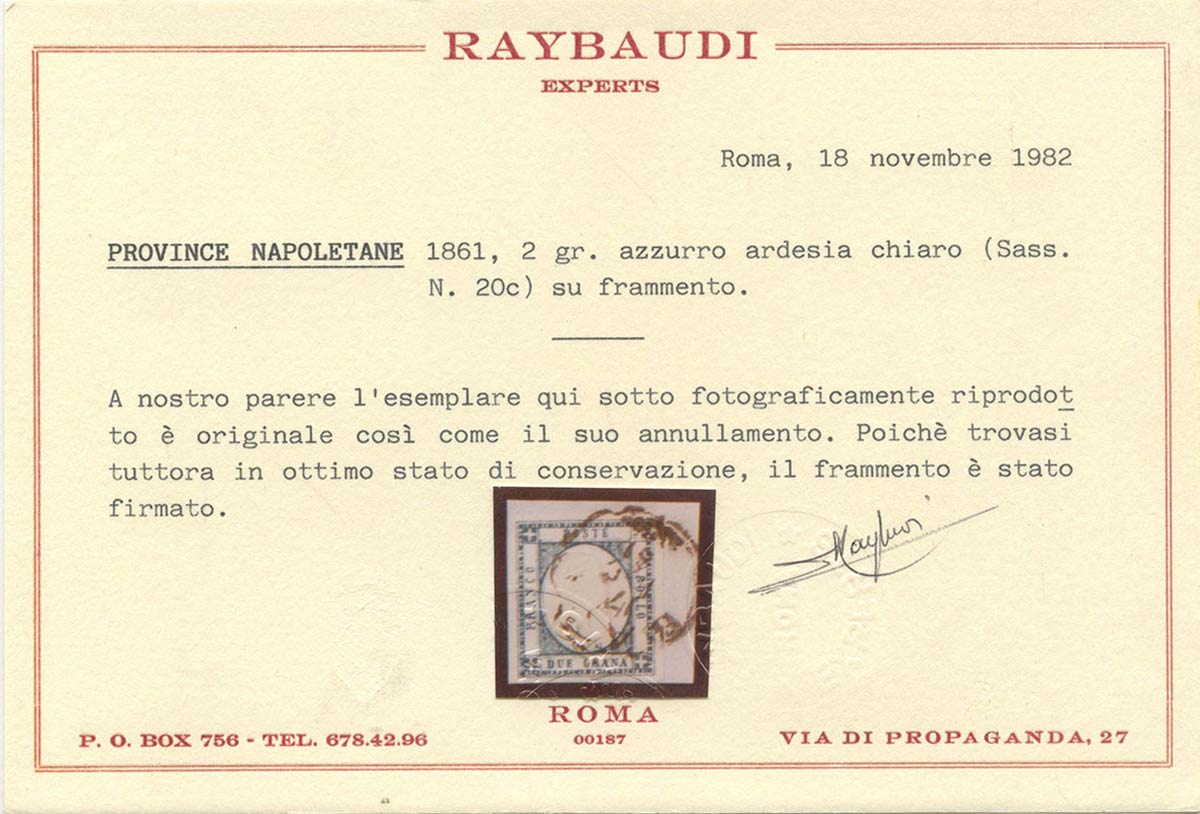 RAYBAUDI
EXPERTS
Roma, 18 novembre 1982
PROVINCE NAPOLETANE 1861, 2 gr. azzurro ardesia chiaro (Sass.
N. 20c) su frammento.
A nostro parere l'esemplare qui sotto fotograficamente riprodot
to è originale così come il suo annullamento. Poichè trovasi
tuttora in ottimo stato di conservazione, il frammento è stato
firmato.
POSTE
FRANCO
BOLLO
DUE GRANA
ROMA
00187
P. O. BOX 756 - TEL. 678.42.96
VIA DI PROPAGANDA, 27